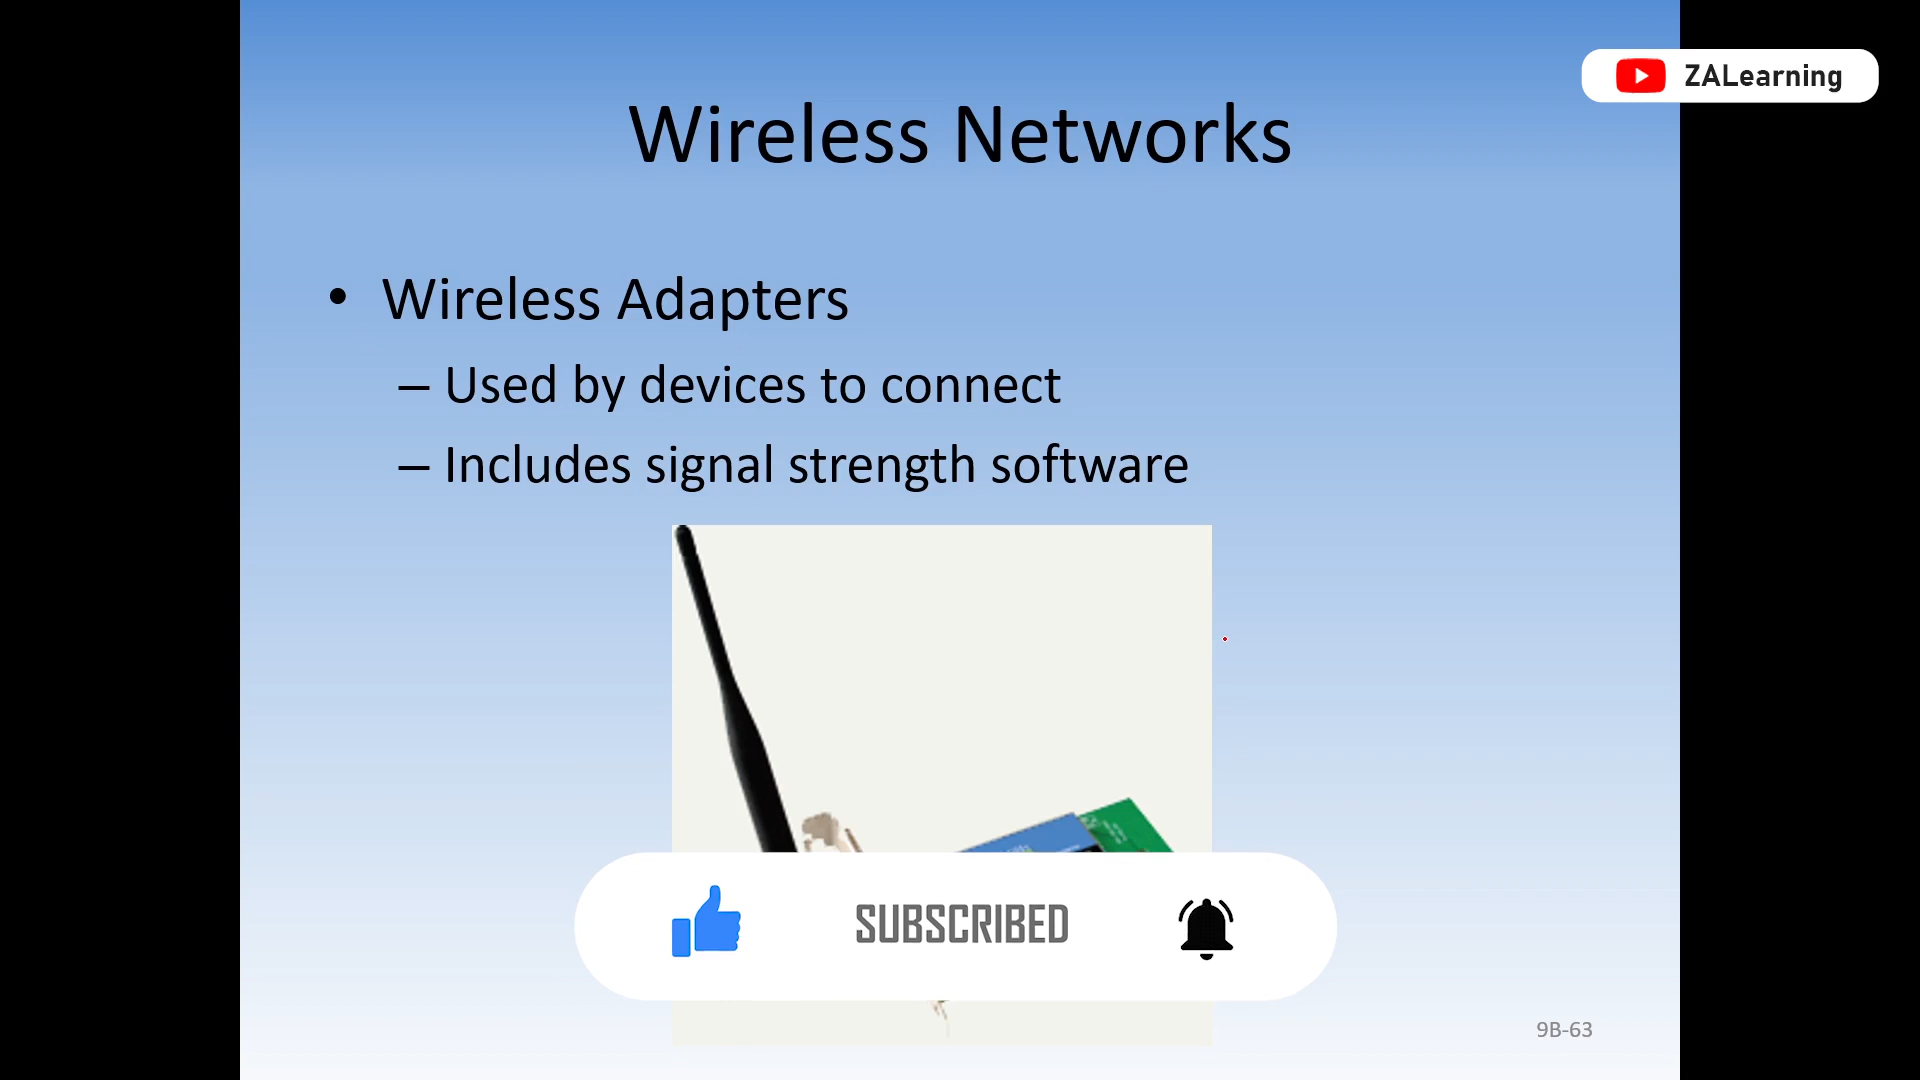 ZALearning
Wireless Networks
• Wireless Adapters
– Used by devices to connect
– Includes signal strength software
SUBSCRIBED
9B-63